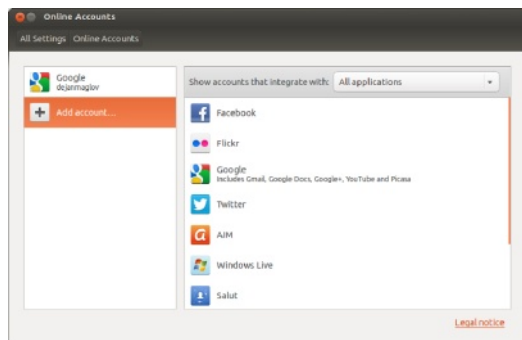 Online Accounts
All Settings Online Accounts
Google
dejanmaglov
Add account...
Show accounts that integrate with: All applications
Facebook
Flickr
Google
Includes Gmail, Google Docs, Google+, YouTube and Picasa
Twitter
AIM
Windows Live
Salut
Legal notice